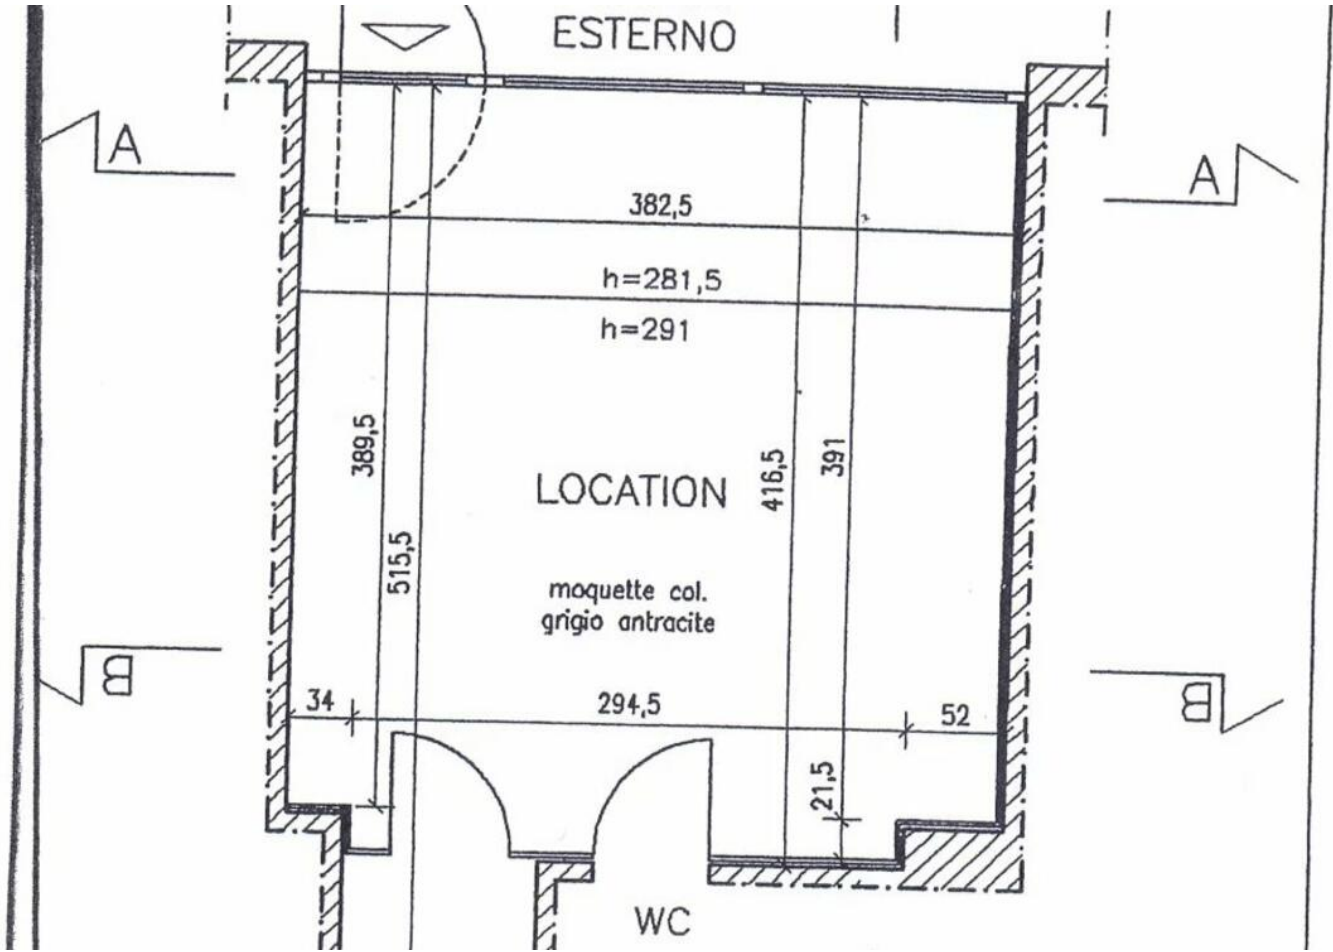 ESTERNO
A
A
382,5
h=281,5
h=291
389,5
515,5
416,5
391
LOCATION
moquette col.
grigio antracite
B
B
34
294,5
52
21,5
WC